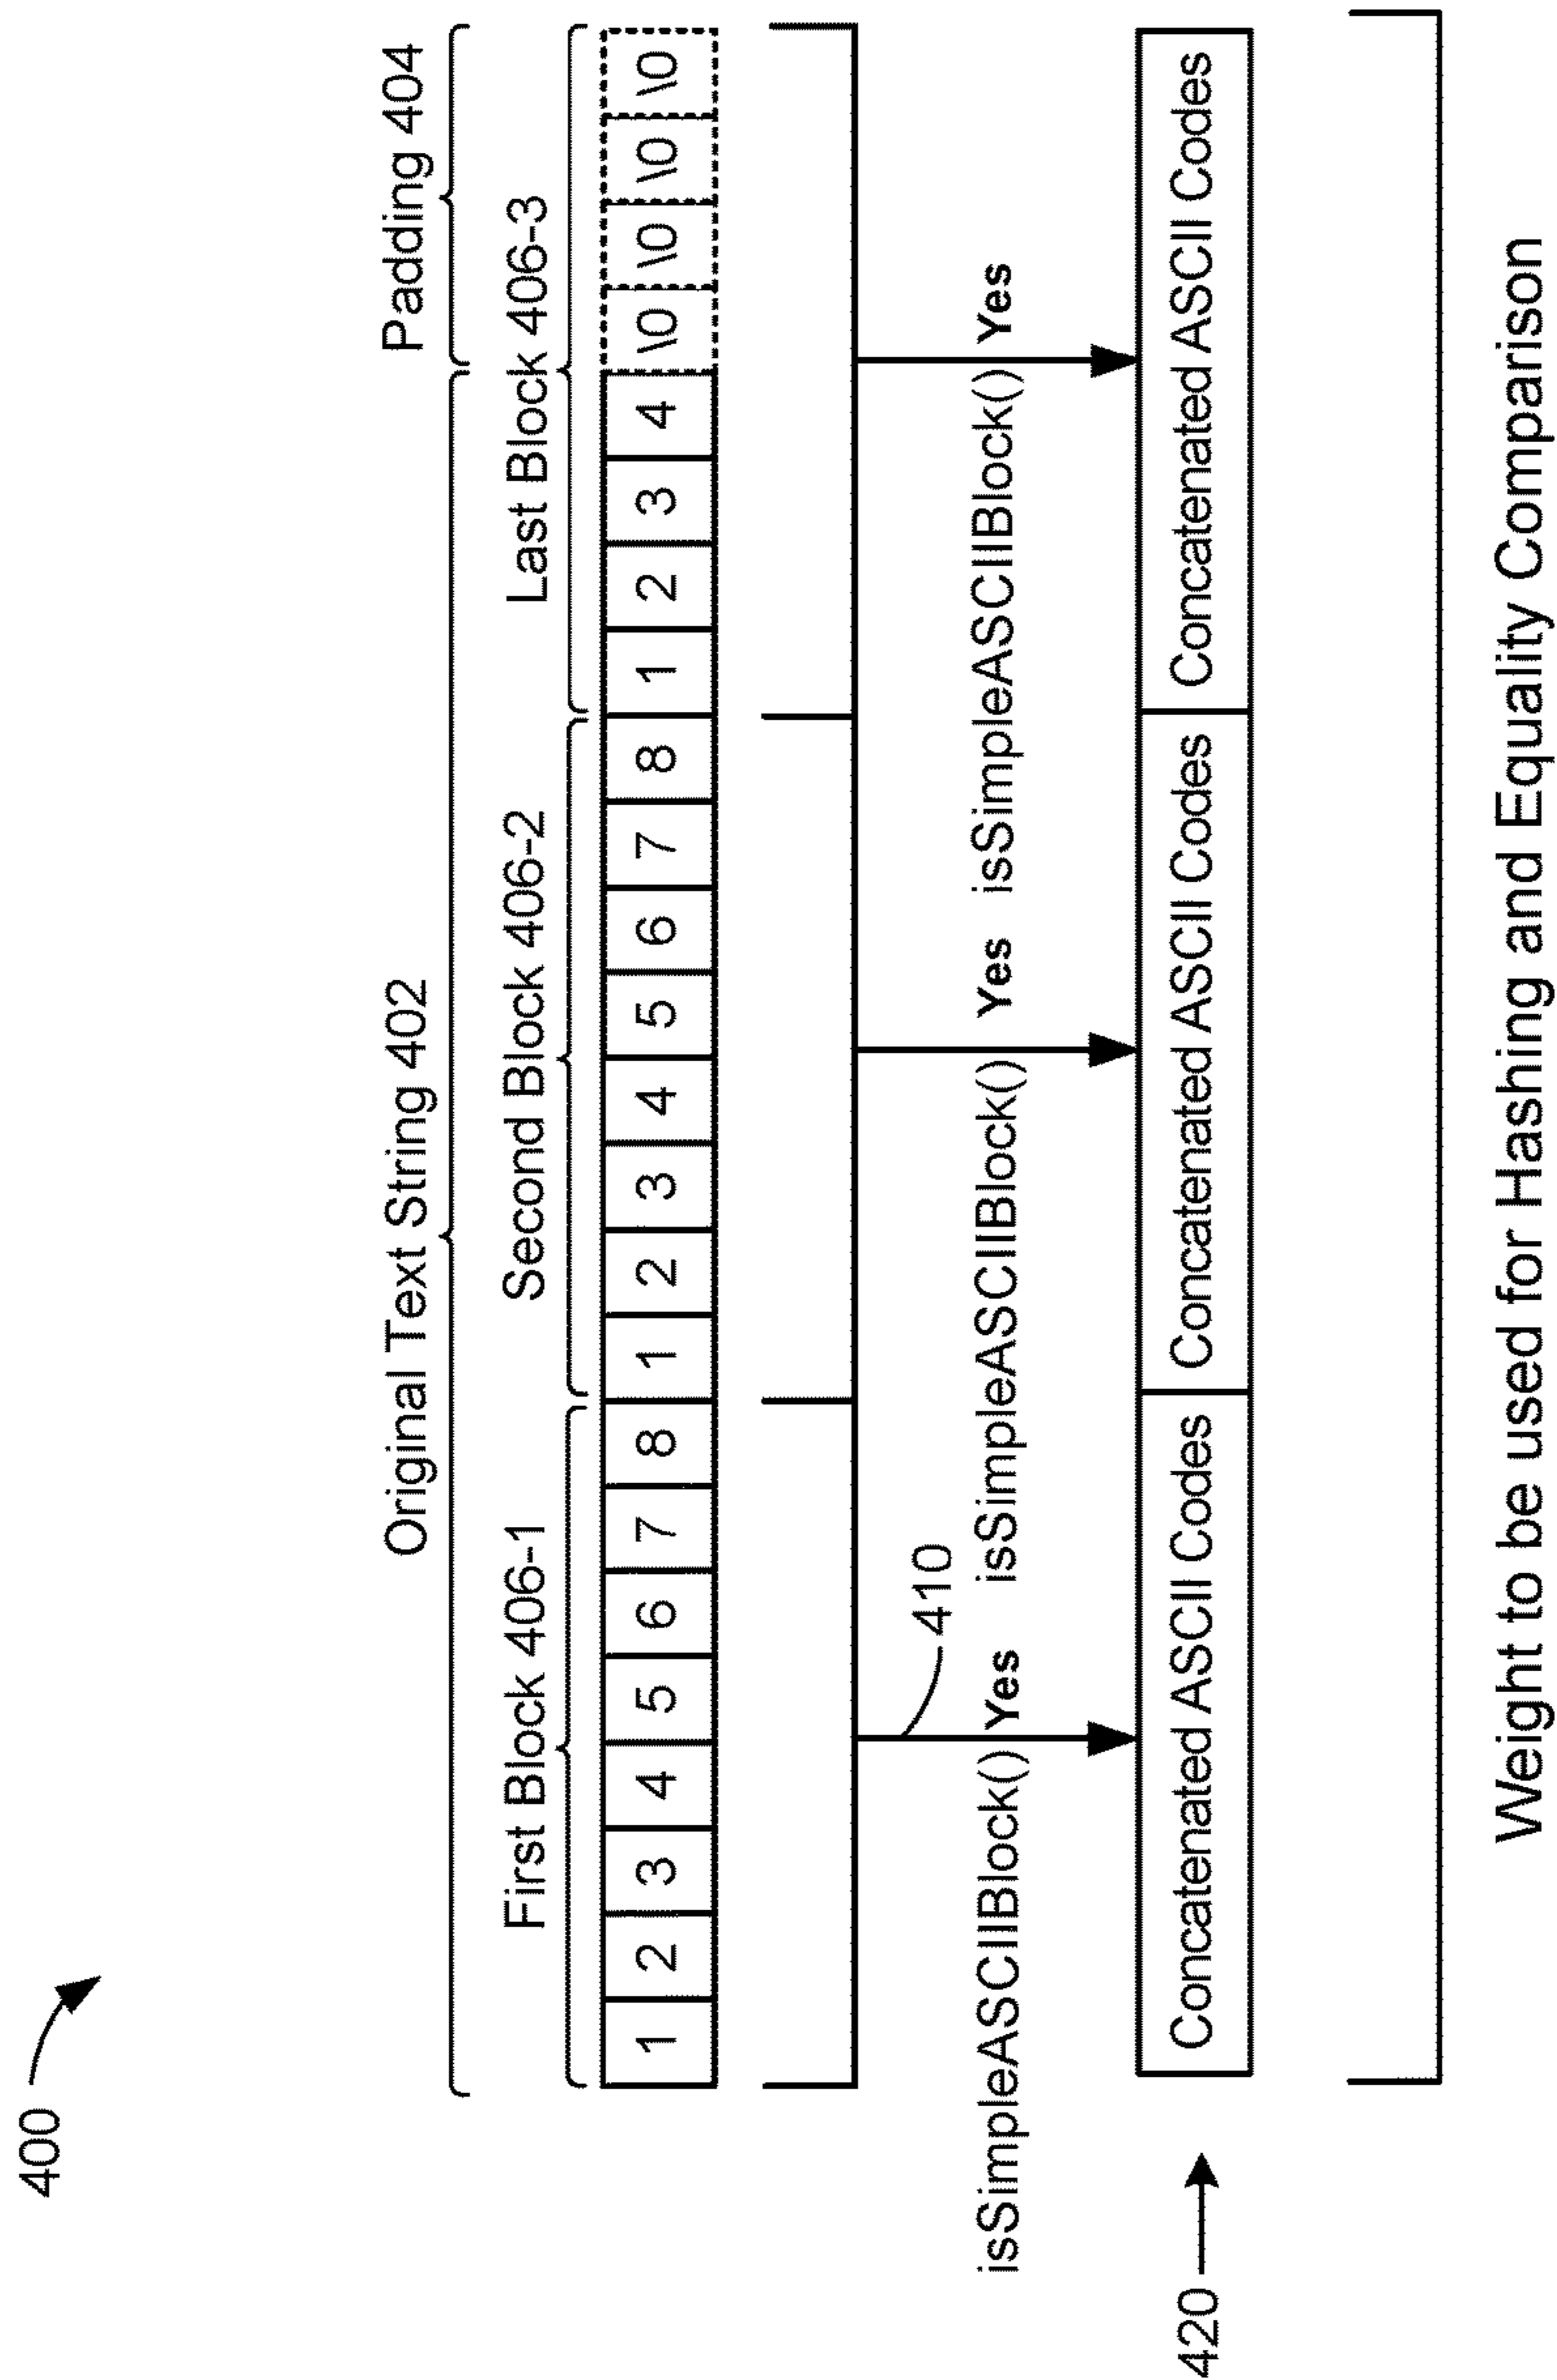 400
Original Text String 402 Padding 404
First Block 406-1 Second Block 406-2 Last Block 406-3
1 2 3 4 5 6 7 8 1 2 3 4 5 6 7 8 1 2 3 4 \0 \0 \0 \0
410
isSimpleASCIIBlock() Yes isSimpleASCIIBlock() Yes isSimpleASCIIBlock() Yes
420 Concatenated ASCII Codes Concatenated ASCII Codes Concatenated ASCII Codes
Weight to be used for Hashing and Equality Comparison